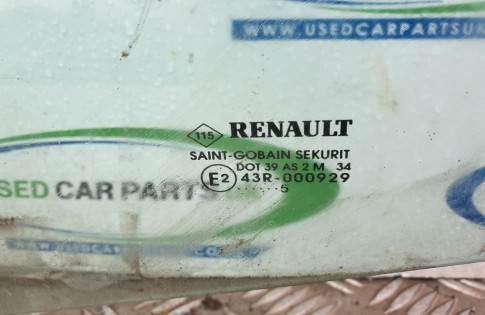 WWW.USEDCARPARTSUK
115 RENAULT
SAINT-GOBAIN SEKURIT
DOT 39 AS 2 M 34
E2 43R-000929
..... 5
SED CAR PARTS